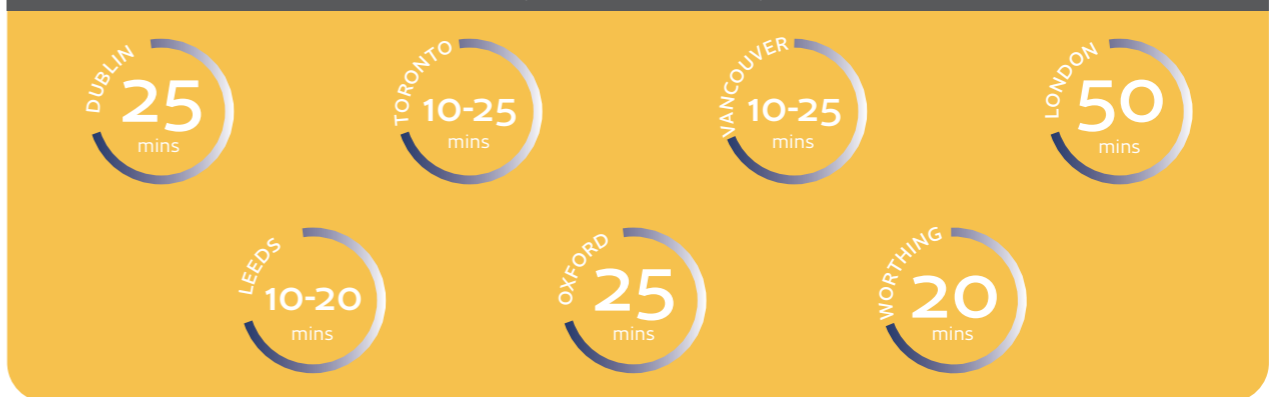 DUBLIN
25
mins
TORONTO
10-25
mins
VANCOUVER
10-25
mins
LONDON
50
mins
LEEDS
10-20
mins
OXFORD
25
mins
WORTHING
20
mins